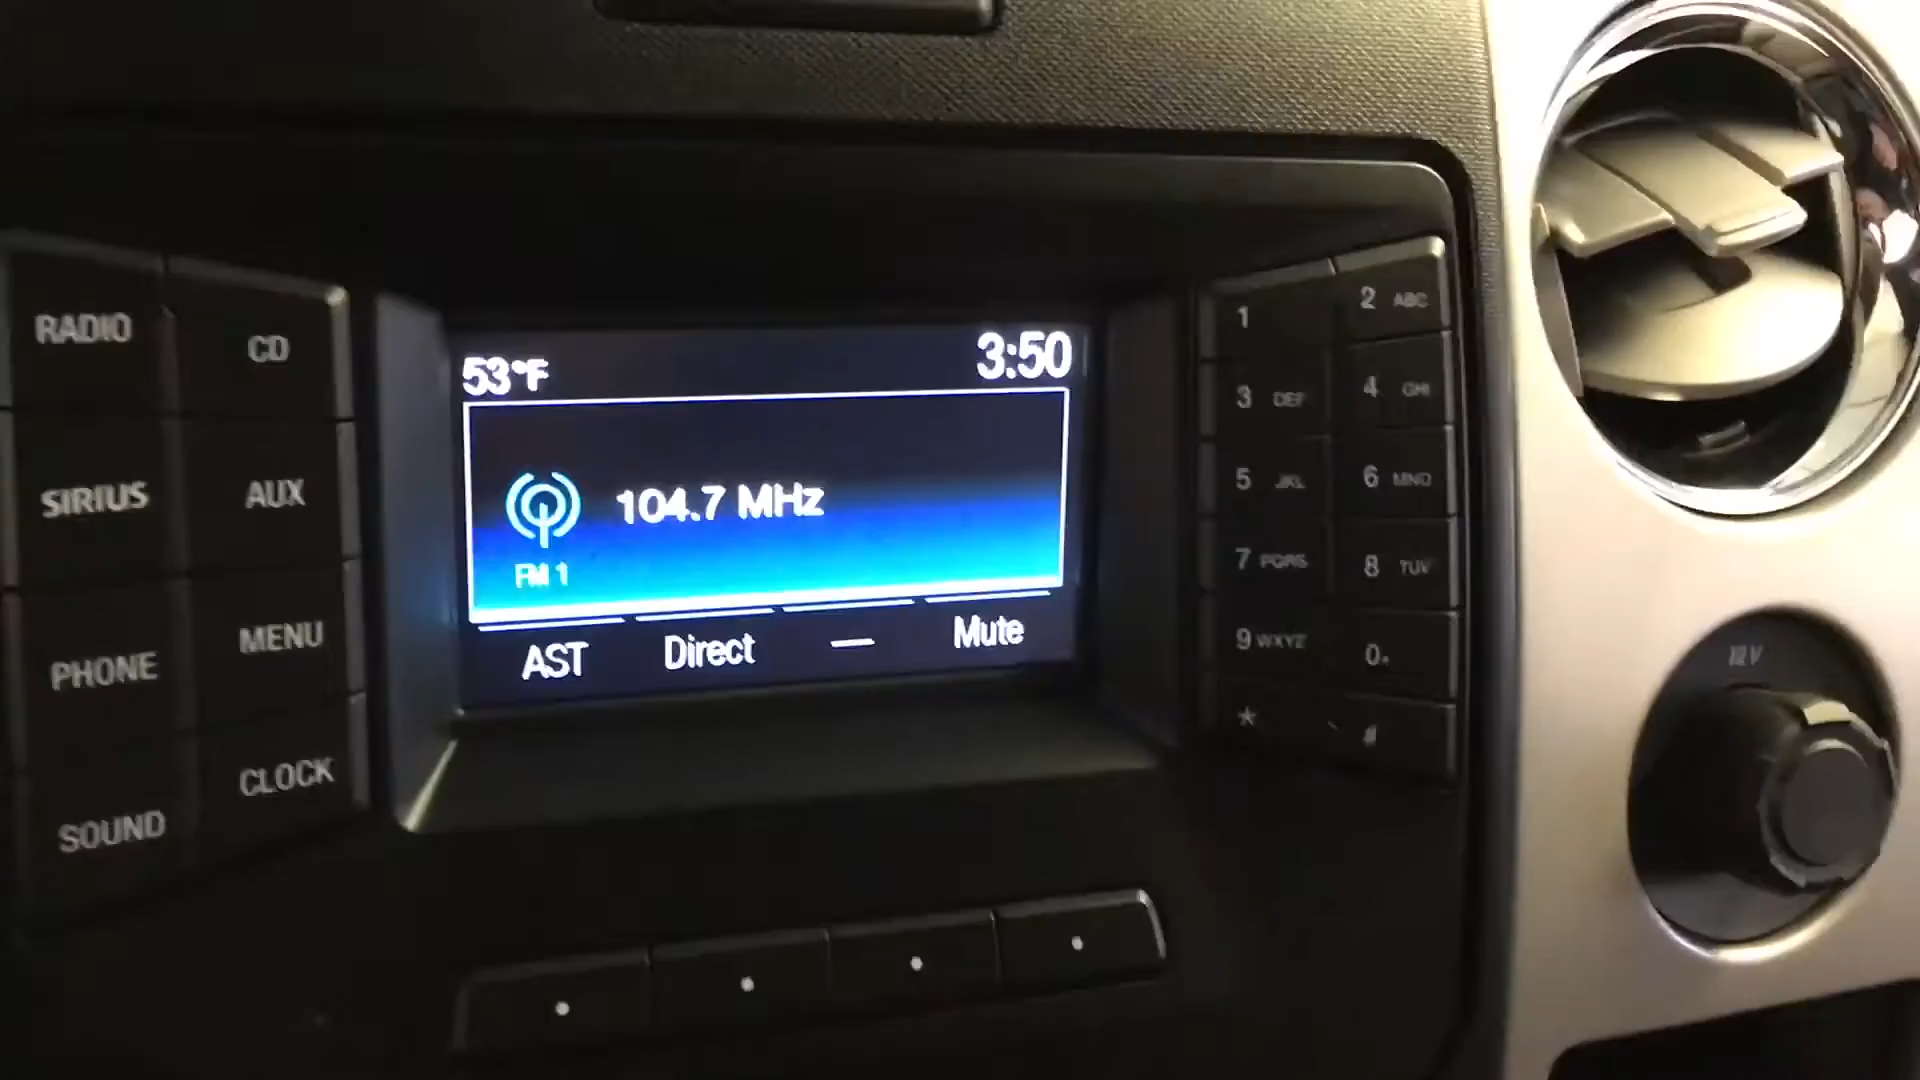 RADIO
CD
SIRIUS
AUX
PHONE
MENU
SOUND
CLOCK
53°F
3:50
104.7 MHz
FM 1
AST
Direct
—
Mute
1
2 ABC
3 DEF
4 GHI
5 JKL
6 MNO
7 PQRS
8 TUV
9 WXYZ
0
*
#
12V